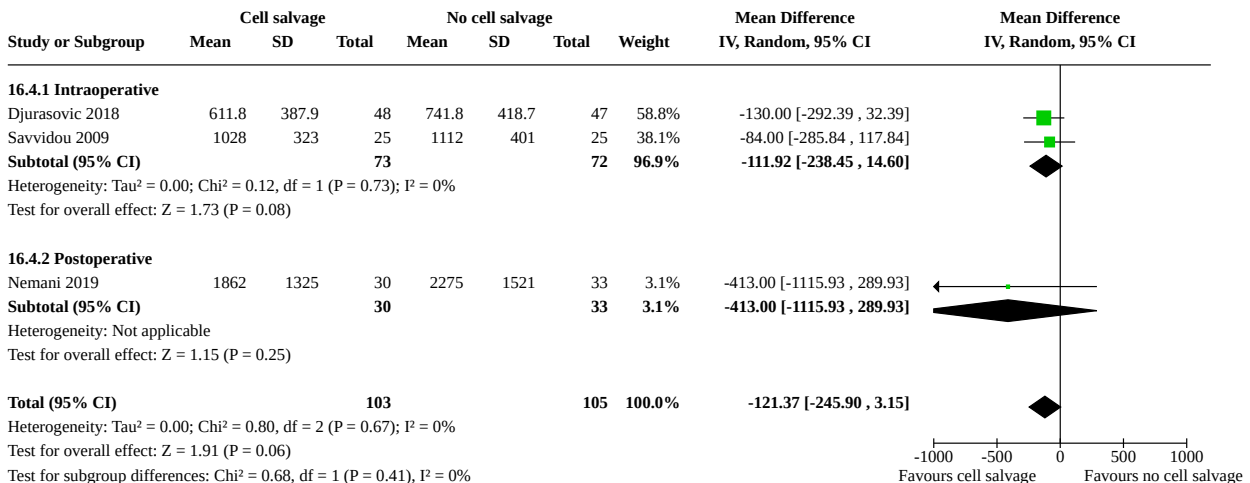 Cell salvage No cell salvage Mean Difference Mean Difference
Study or Subgroup Mean SD Total Mean SD Total Weight IV, Random, 95% CI IV, Random, 95% CI
16.4.1 Intraoperative
Djurasovic 2018 611.8 387.9 48 741.8 418.7 47 58.8% -130.00 [-292.39 , 32.39]
Savvidou 2009 1028 323 25 1112 401 25 38.1% -84.00 [-285.84 , 117.84]
Subtotal (95% CI) 73 72 96.9% -111.92 [-238.45 , 14.60]
Heterogeneity: Tau² = 0.00; Chi² = 0.12, df = 1 (P = 0.73); I² = 0%
Test for overall effect: Z = 1.73 (P = 0.08)
16.4.2 Postoperative
Nemani 2019 1862 1325 30 2275 1521 33 3.1% -413.00 [-1115.93 , 289.93]
Subtotal (95% CI) 30 33 3.1% -413.00 [-1115.93 , 289.93]
Heterogeneity: Not applicable
Test for overall effect: Z = 1.15 (P = 0.25)
Total (95% CI) 103 105 100.0% -121.37 [-245.90 , 3.15]
Heterogeneity: Tau² = 0.00; Chi² = 0.80, df = 2 (P = 0.67); I² = 0%
Test for overall effect: Z = 1.91 (P = 0.06)
-1000 -500 0 500 1000
Test for subgroup differences: Chi² = 0.68, df = 1 (P = 0.41), I² = 0% Favours cell salvage Favours no cell salvage